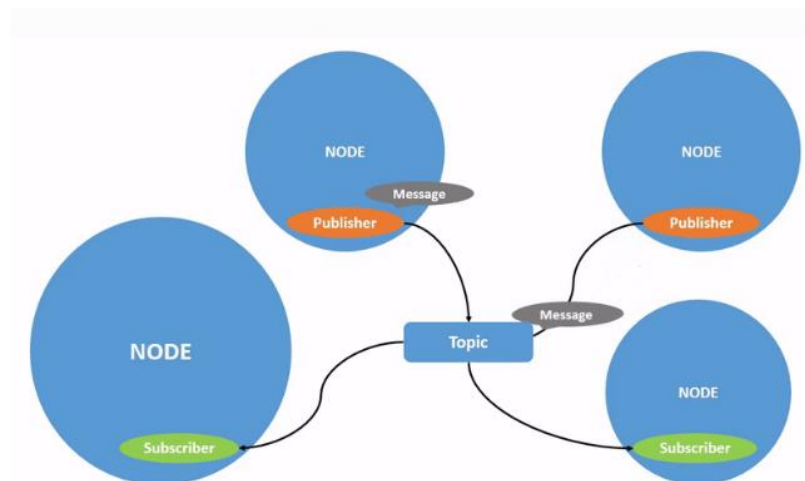 NODE
NODE
Message
Publisher
Publisher
Message
Topic
NODE
NODE
Subscriber
Subscriber